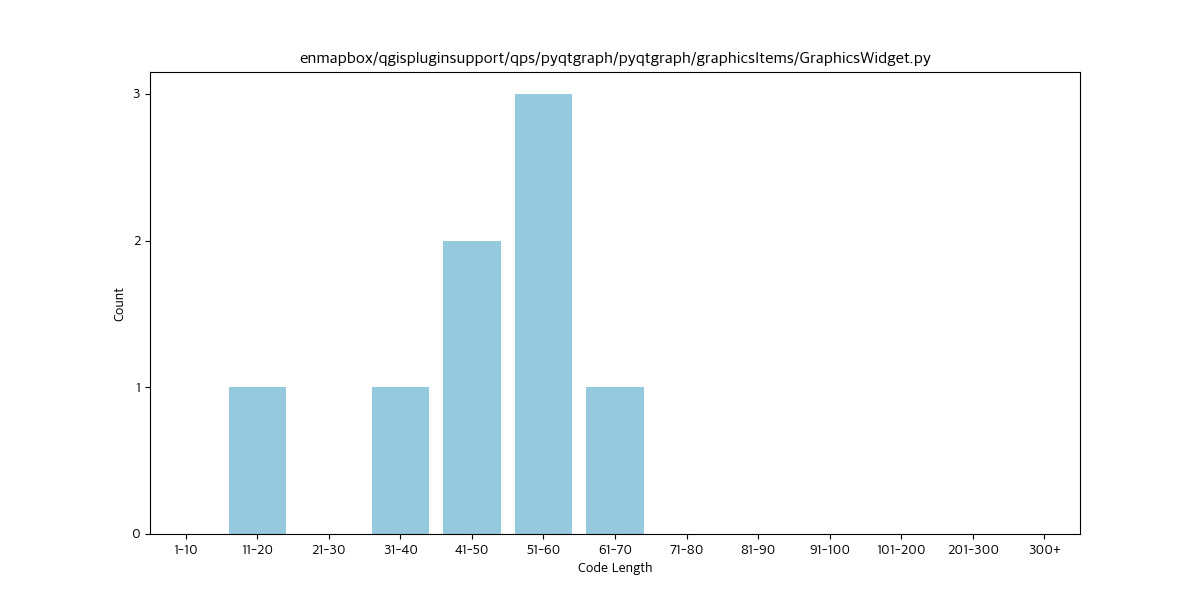 enmapbox/qgispluginsupport/qps/pyqtgraph/pyqtgraph/graphicsItems/GraphicsWidget.py
3
2
1
0
Count
1-10 11-20 21-30 31-40 41-50 51-60 61-70 71-80 81-90 91-100 101-200 201-300 300+
Code Length